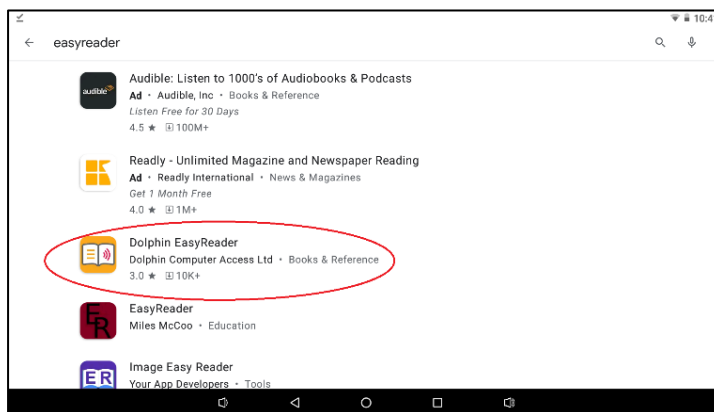 10:4
easyreader
audible
Audible: Listen to 1000's of Audiobooks & Podcasts
Ad • Audible, Inc • Books & Reference
Listen Free for 30 Days
4.5 ★ 100M+
Readly - Unlimited Magazine and Newspaper Reading
Ad • Readly International • News & Magazines
Get 1 Month Free
4.0 ★ 1M+
Dolphin EasyReader
Dolphin Computer Access Ltd • Books & Reference
3.0 ★ 10K+
ER
EasyReader
Miles McCoo • Education
ER
Image Easy Reader
Your App Developers • Tools